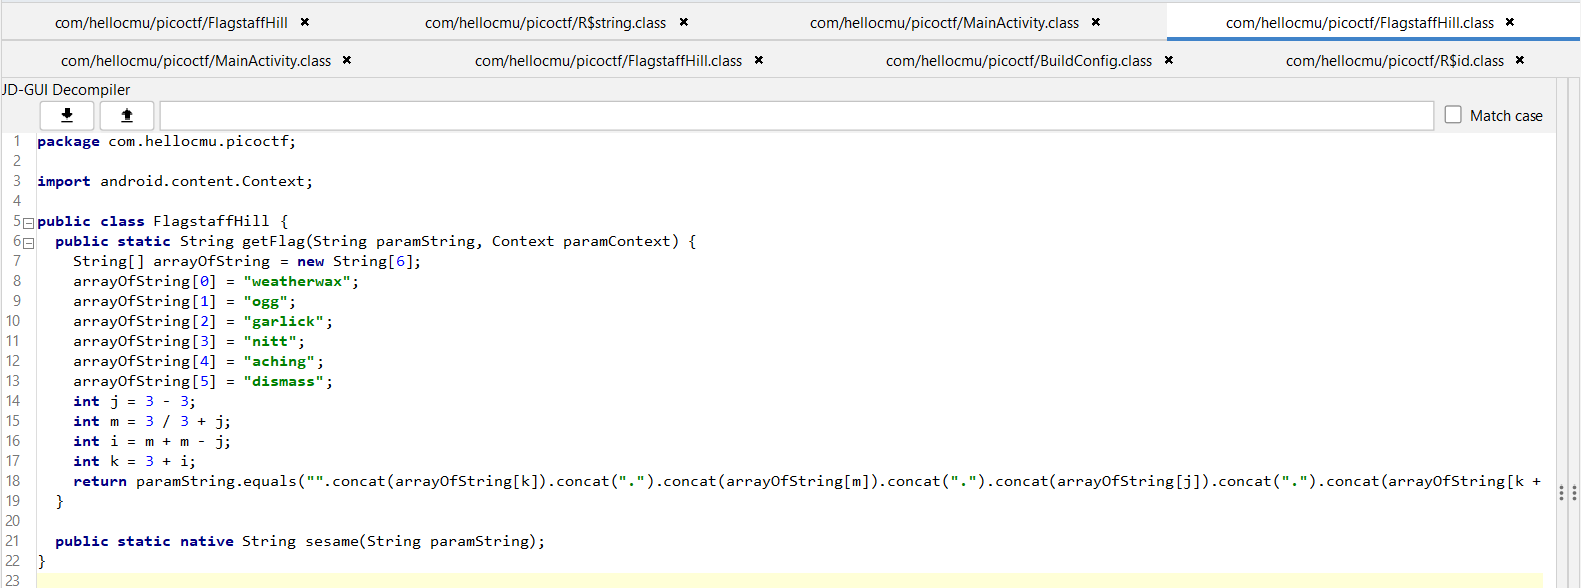 com/hellocmu/picoctf/FlagstaffHill × com/hellocmu/picoctf/R$string.class × com/hellocmu/picoctf/MainActivity.class × com/hellocmu/picoctf/FlagstaffHill.class ×
com/hellocmu/picoctf/MainActivity.class × com/hellocmu/picoctf/FlagstaffHill.class × com/hellocmu/picoctf/BuildConfig.class × com/hellocmu/picoctf/R$id.class ×
JD-GUI Decompiler
Match case
1 package com.hellocmu.picoctf;
2
3 import android.content.Context;
4
5 public class FlagstaffHill {
6 public static String getFlag(String paramString, Context paramContext) {
7 String[] arrayOfString = new String[6];
8 arrayOfString[0] = "weatherwax";
9 arrayOfString[1] = "ogg";
10 arrayOfString[2] = "garlick";
11 arrayOfString[3] = "nitt";
12 arrayOfString[4] = "aching";
13 arrayOfString[5] = "dismass";
14 int j = 3 - 3;
15 int m = 3 / 3 + j;
16 int i = m + m - j;
17 int k = 3 + i;
18 return paramString.equals("".concat(arrayOfString[k]).concat(".").concat(arrayOfString[m]).concat(".").concat(arrayOfString[j]).concat(".").concat(arrayOfString[k +
19 }
20
21 public static native String sesame(String paramString);
22 }
23